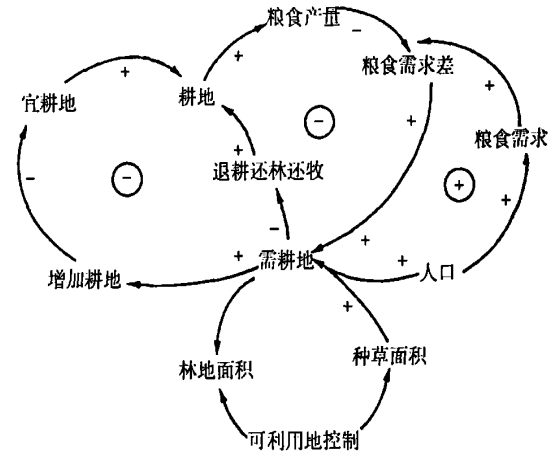 粮食产量
−
粮食需求差
+
+
+
宜耕地
耕地
−
+
粮食需求
+
退耕还林还牧
−
−
+
+
−
+
需耕地
+
+
人口
增加耕地
+
林地面积
种草面积
可利用地控制